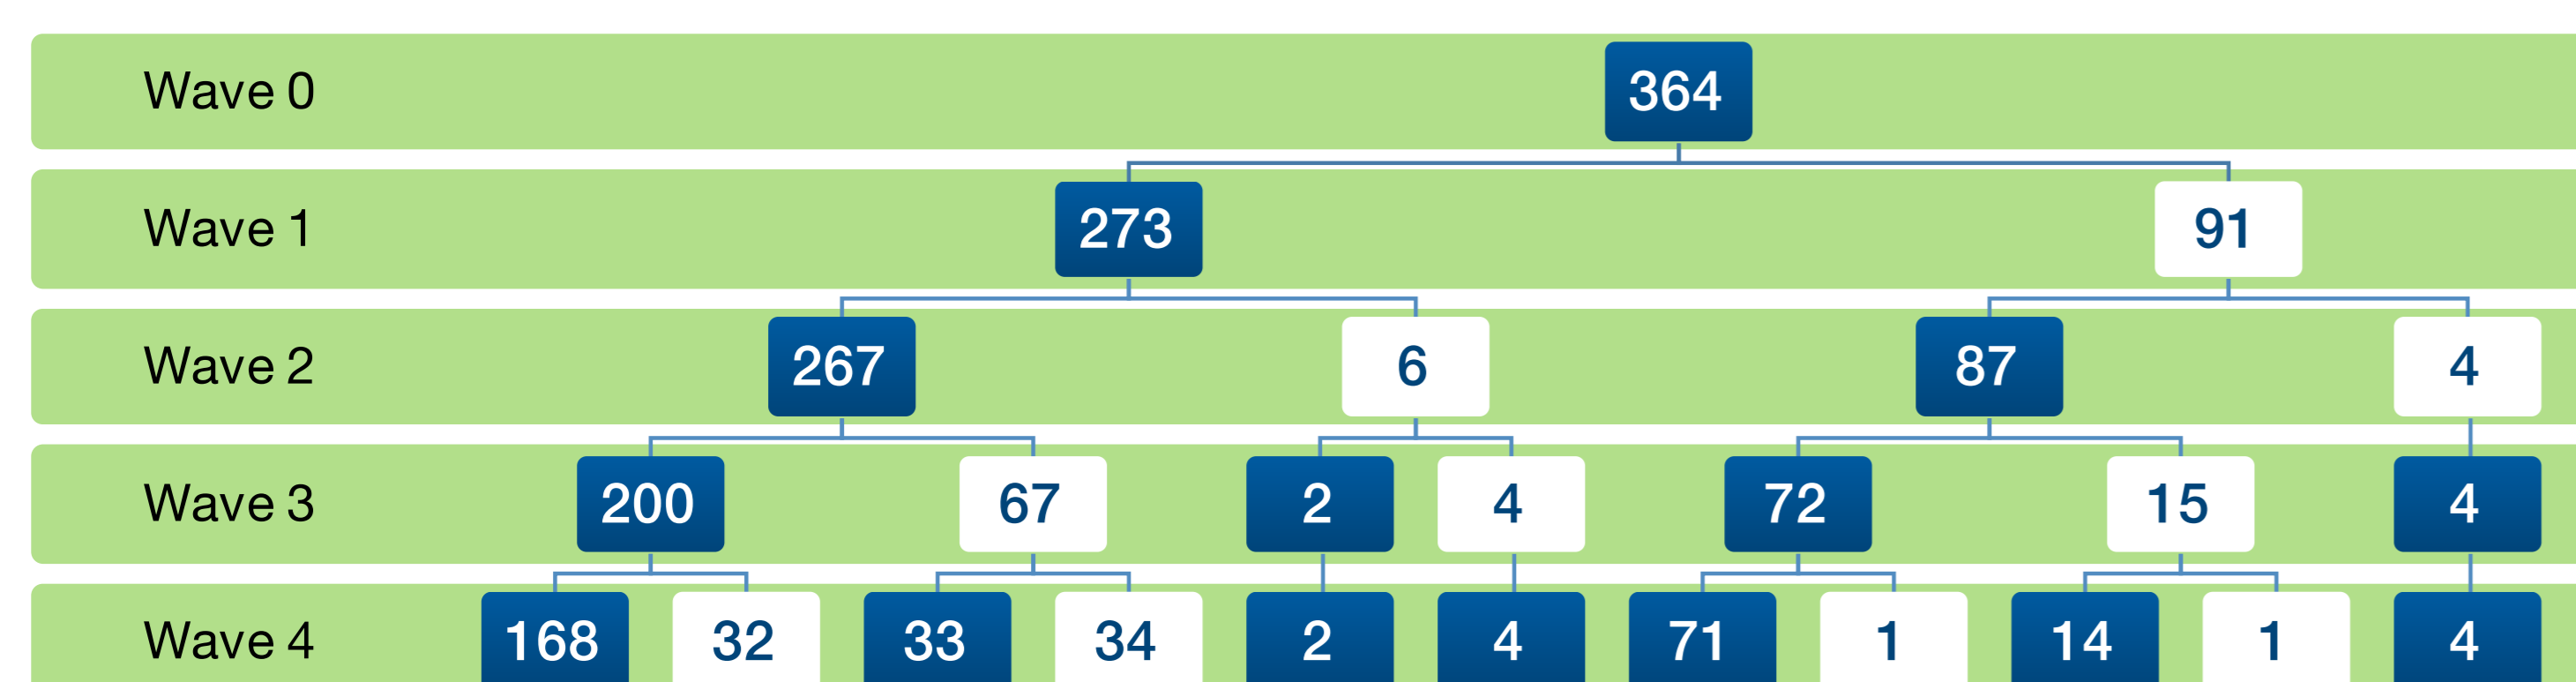 Wave 0 364
Wave 1 273 91
Wave 2 267 6 87 4
Wave 3 200 67 2 4 72 15 4
Wave 4 168 32 33 34 2 4 71 1 14 1 4